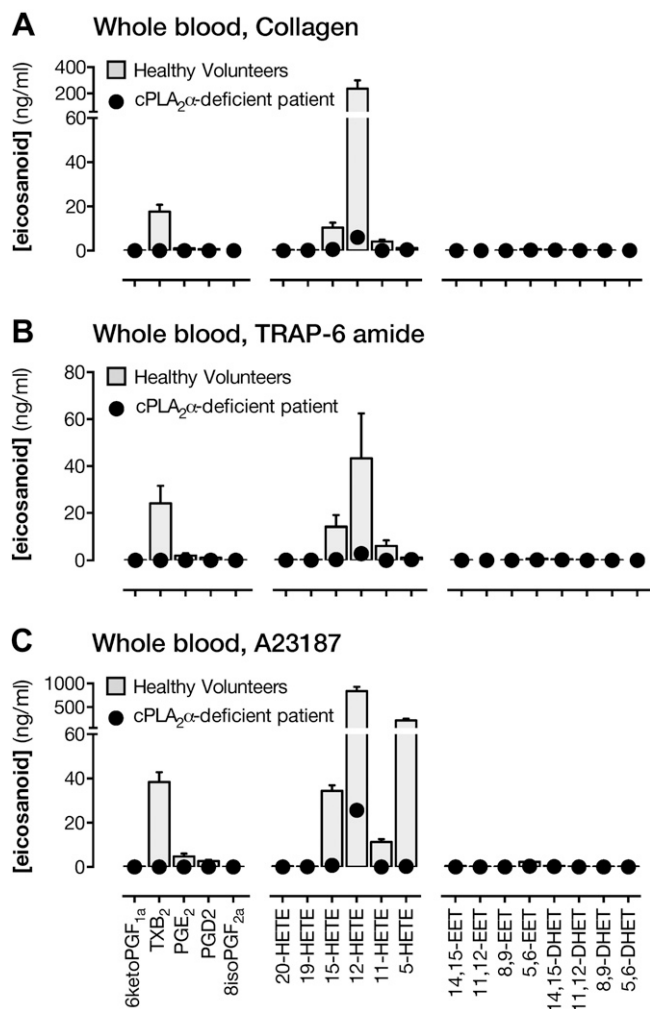 A Whole blood, Collagen
[eicosanoid] (ng/ml)
400
200
60
40
20
0
Healthy Volunteers
cPLA₂α-deficient patient
B Whole blood, TRAP-6 amide
[eicosanoid] (ng/ml)
80
60
40
20
0
Healthy Volunteers
cPLA₂α-deficient patient
C Whole blood, A23187
[eicosanoid] (ng/ml)
1000
500
60
40
20
0
Healthy Volunteers
cPLA₂α-deficient patient
6ketoPGF₁ₐ
TXB₂
PGE₂
PGD2
8isoPGF₂ₐ
20-HETE
19-HETE
15-HETE
12-HETE
11-HETE
5-HETE
14,15-EET
11,12-EET
8,9-EET
5,6-EET
14,15-DHET
11,12-DHET
8,9-DHET
5,6-DHET